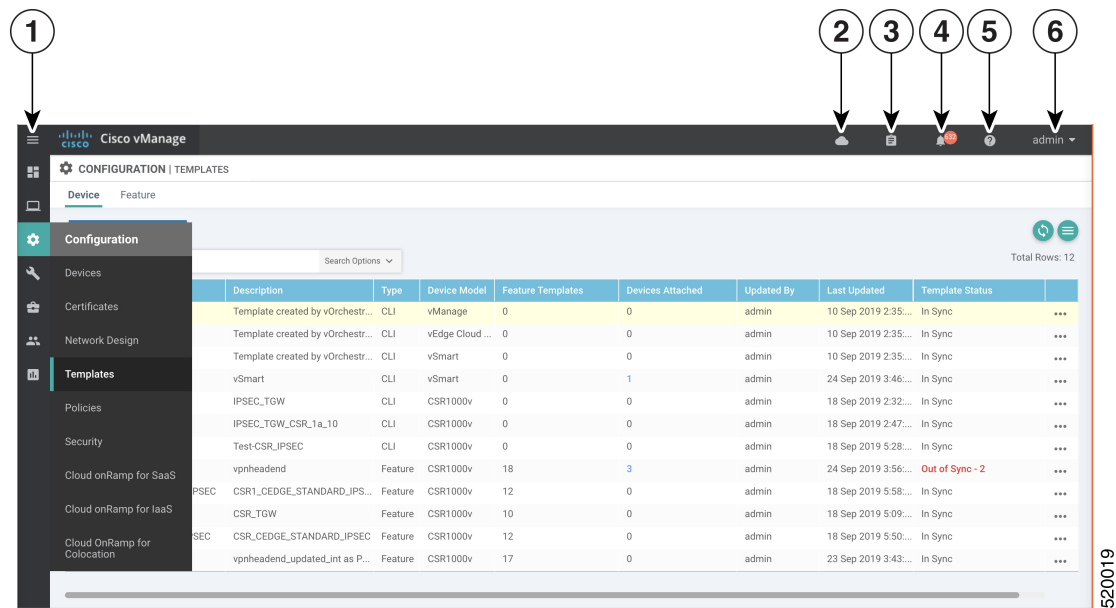 1 2 3 4 5 6
CISCO Cisco vManage 632 ? admin
CONFIGURATION | TEMPLATES
Device Feature
Configuration
Devices
Certificates
Network Design
Templates
Policies
Security
Cloud onRamp for SaaS
Cloud onRamp for IaaS
Cloud OnRamp for
Colocation
Search Options
Total Rows: 12
Description Type Device Model Feature Templates Devices Attached Updated By Last Updated Template Status
Template created by vOrchestr... CLI vManage 0 0 admin 10 Sep 2019 2:35:... In Sync ...
Template created by vOrchestr... CLI vEdge Cloud ... 0 0 admin 10 Sep 2019 2:35:... In Sync ...
Template created by vOrchestr... CLI vSmart 0 0 admin 10 Sep 2019 2:35:... In Sync ...
vSmart CLI vSmart 0 1 admin 24 Sep 2019 3:46:... In Sync ...
IPSEC_TGW CLI CSR1000v 0 0 admin 18 Sep 2019 2:32:... In Sync ...
IPSEC_TGW_CSR_1a_10 CLI CSR1000v 0 0 admin 18 Sep 2019 2:47:... In Sync ...
Test-CSR_IPSEC CLI CSR1000v 0 0 admin 18 Sep 2019 5:28:... In Sync ...
vpnheadend Feature CSR1000v 18 3 admin 24 Sep 2019 3:56:... Out of Sync - 2 ...
PSEC CSR1_CEDGE_STANDARD_IPS... Feature CSR1000v 12 0 admin 18 Sep 2019 5:58:... In Sync ...
CSR_TGW Feature CSR1000v 10 0 admin 18 Sep 2019 5:09:... In Sync ...
SEC CSR_CEDGE_STANDARD_IPSEC Feature CSR1000v 12 0 admin 18 Sep 2019 5:50:... In Sync ...
vpnheadend_updated_int as P... Feature CSR1000v 17 0 admin 23 Sep 2019 3:43:... In Sync ...
520019